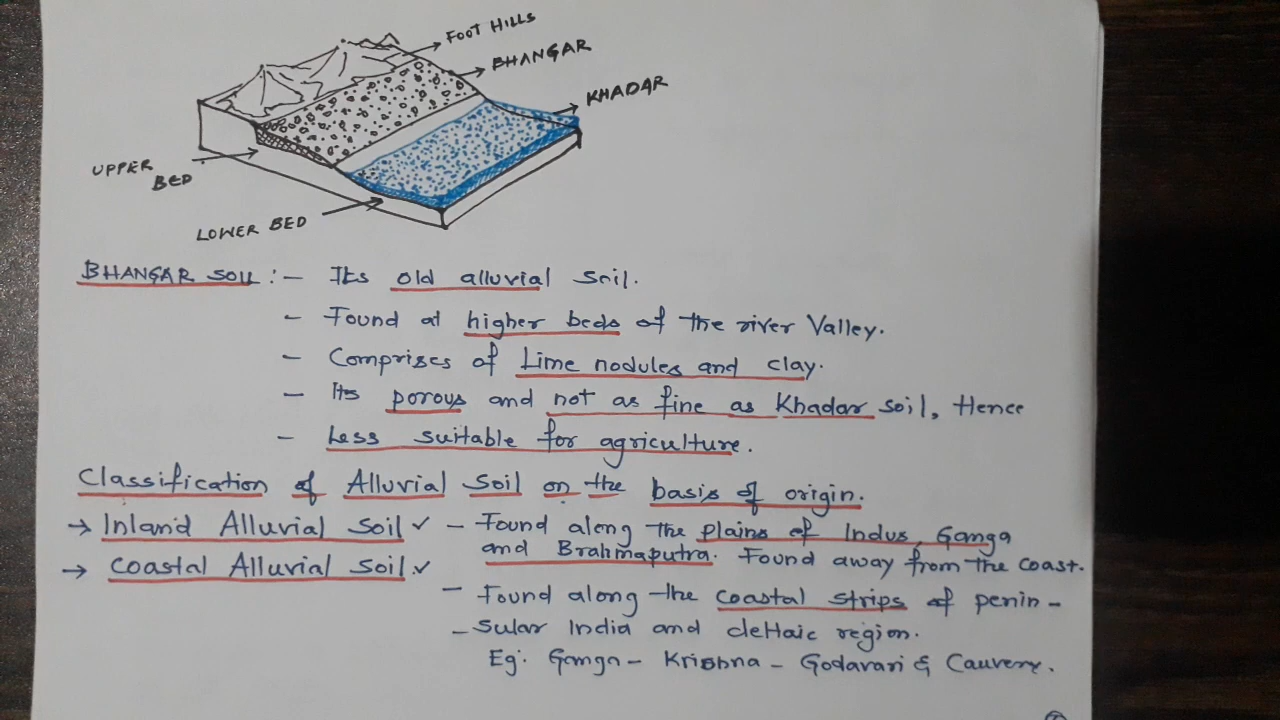 FOOT HILLS
BHANGAR
KHADAR
UPPER
BED
LOWER BED
BHANGAR SOIL :- Its old alluvial soil.
- Found at higher beds of the river Valley.
- Comprises of Lime nodules and clay.
- Its porous and not as fine as Khadar soil, Hence
- Less suitable for agriculture.
Classification of Alluvial Soil on the basis of origin.
→ Inland Alluvial Soil ✓ - Found along the plains of Indus, Ganga
and Brahmaputra. Found away from the coast.
→ Coastal Alluvial Soil. ✓
- Found along the coastal strips of penin -
- sular India and deltaic region.
Eg. Ganga - Krishna - Godavari & Cauvery.